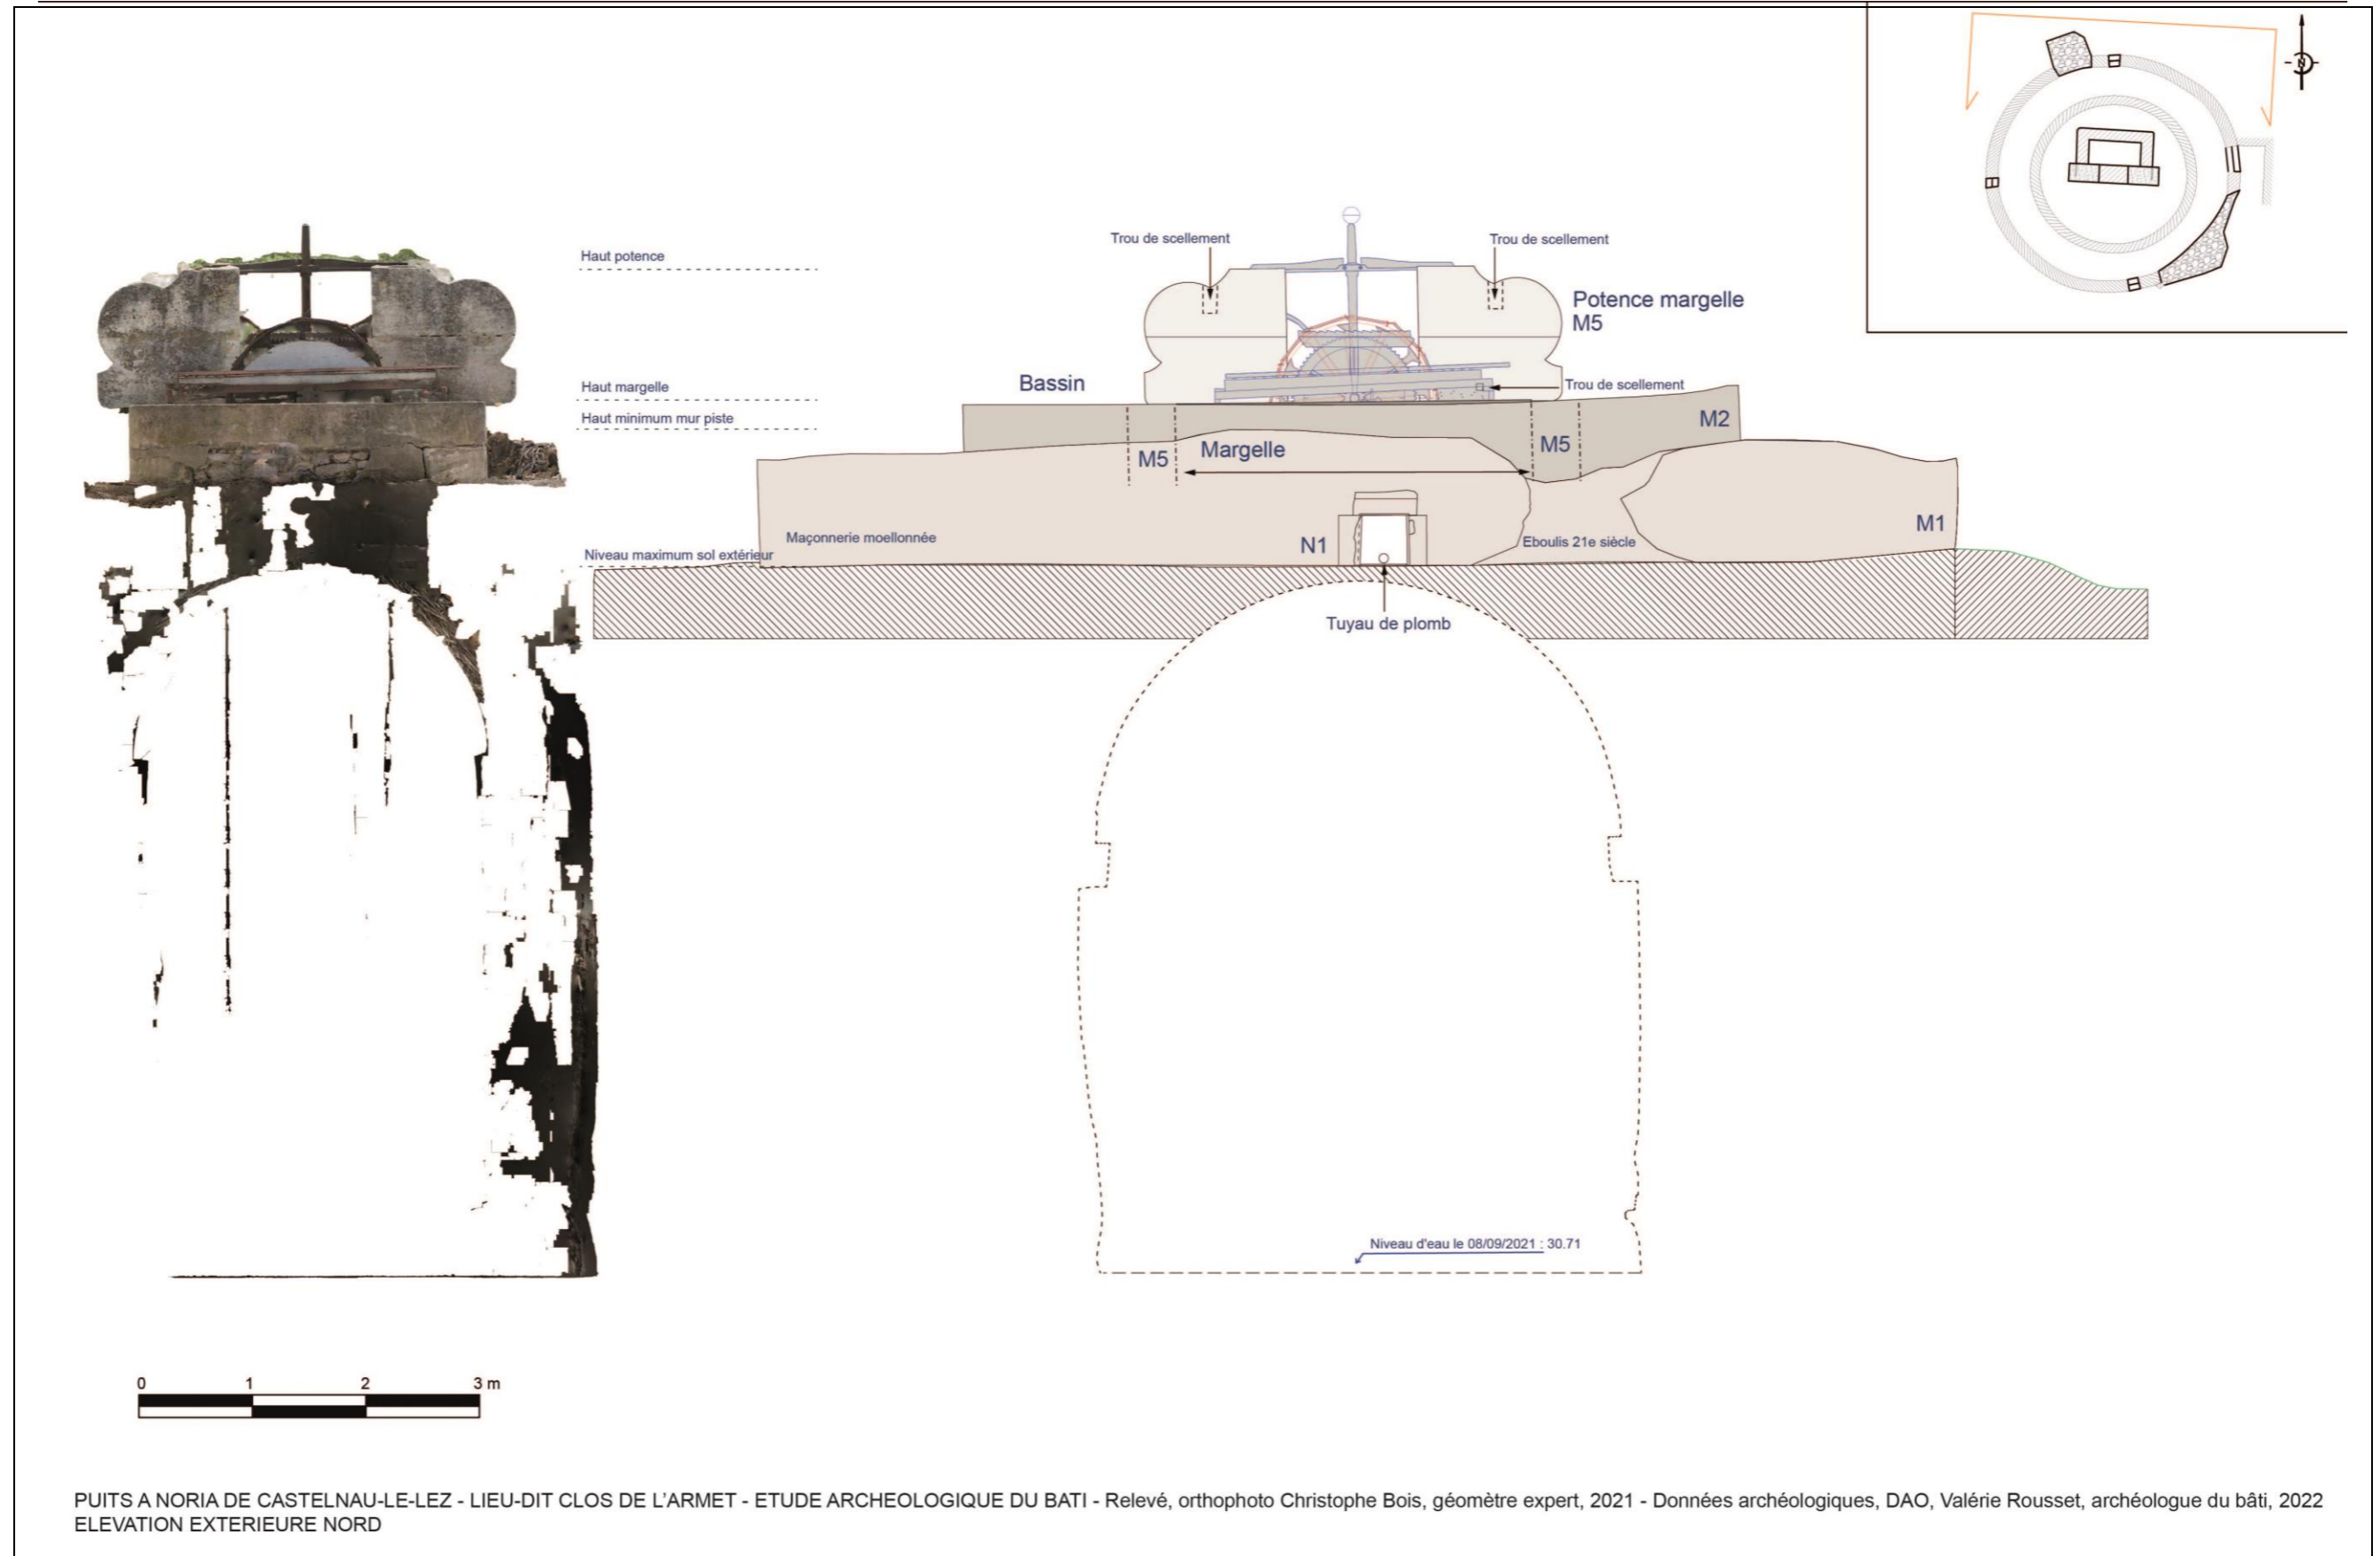 N
Haut potence
Trou de scellement
Trou de scellement
Potence margelle
M5
Haut margelle
Bassin
Trou de scellement
Haut minimum mur piste
M2
M5
Margelle
M5
Maçonnerie moellonnée
N1
Eboulis 21e siècle
M1
Niveau maximum sol extérieur
Tuyau de plomb
Niveau d'eau le 08/09/2021 : 30.71
0 1 2 3 m
PUITS A NORIA DE CASTELNAU-LE-LEZ - LIEU-DIT CLOS DE L'ARMET - ETUDE ARCHEOLOGIQUE DU BATI - Relevé, orthophoto Christophe Bois, géomètre expert, 2021 - Données archéologiques, DAO, Valérie Rousset, archéologue du bâti, 2022
ELEVATION EXTERIEURE NORD